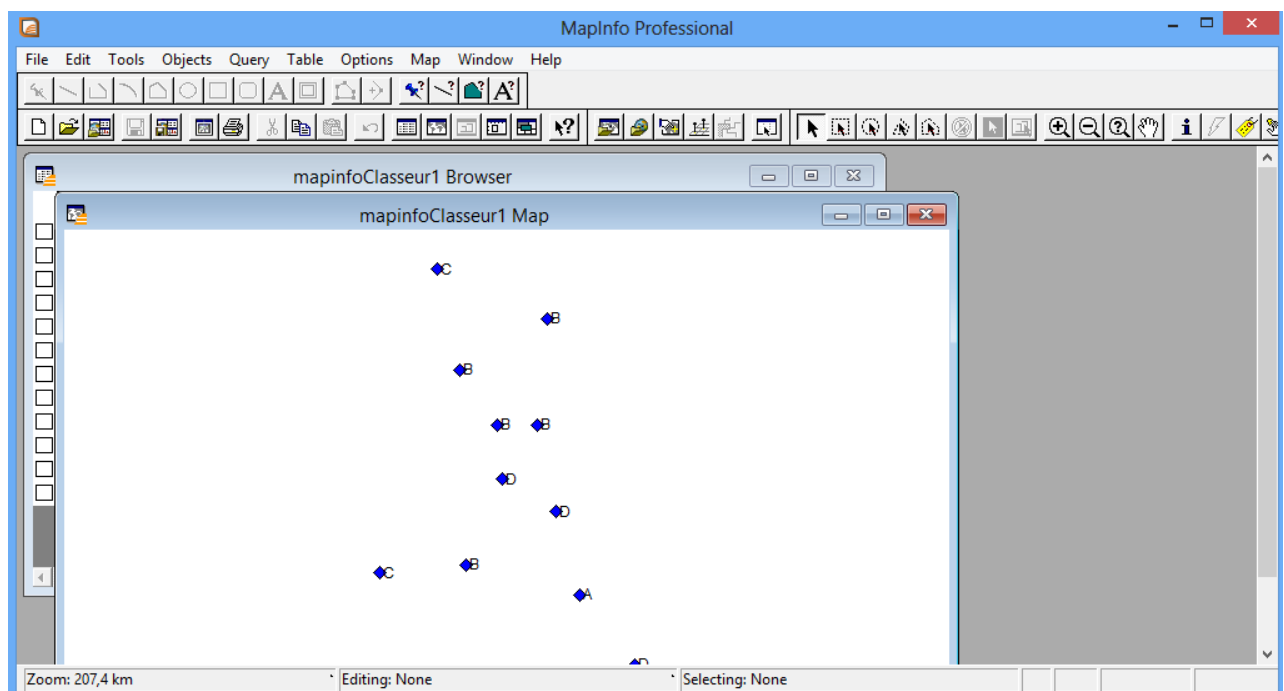 MapInfo Professional
File Edit Tools Objects Query Table Options Map Window Help
mapinfoClasseur1 Browser
mapinfoClasseur1 Map
C
B
B
B B
D
D
B
C
A
D
Zoom: 207,4 km Editing: None Selecting: None